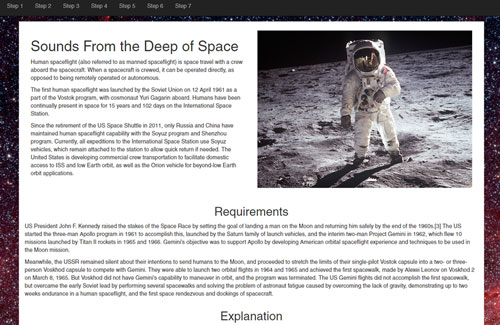 Step 1 Step 2 Step 3 Step 4 Step 5 Step 6 Step 7
Sounds From the Deep of Space
Human spaceflight (also referred to as manned spaceflight) is space travel with a crew
aboard the spacecraft. When a spacecraft is crewed, it can be operated directly, as
opposed to being remotely operated or autonomous.
The first human spaceflight was launched by the Soviet Union on 12 April 1961 as a
part of the Vostok program, with cosmonaut Yuri Gagarin aboard. Humans have been
continually present in space for 15 years and 102 days on the International Space
Station.
Since the retirement of the US Space Shuttle in 2011, only Russia and China have
maintained human spaceflight capability with the Soyuz program and Shenzhou
program. Currently, all expeditions to the International Space Station use Soyuz
vehicles, which remain attached to the station to allow quick return if needed. The
United States is developing commercial crew transportation to facilitate domestic
access to ISS and low Earth orbit, as well as the Orion vehicle for beyond-low Earth
orbit applications.
Requirements
US President John F. Kennedy raised the stakes of the Space Race by setting the goal of landing a man on the Moon and returning him safely by the end of the 1960s.[3] The US
started the three-man Apollo program in 1961 to accomplish this, launched by the Saturn family of launch vehicles, and the interim two-man Project Gemini in 1962, which flew 10
missions launched by Titan II rockets in 1965 and 1966. Gemini's objective was to support Apollo by developing American orbital spaceflight experience and techniques to be used in
the Moon mission.
Meanwhile, the USSR remained silent about their intentions to send humans to the Moon, and proceeded to stretch the limits of their single-pilot Vostok capsule into a two- or three-
person Voskhod capsule to compete with Gemini. They were able to launch two orbital flights in 1964 and 1965 and achieved the first spacewalk, made by Alexei Leonov on Voskhod 2
on March 8, 1965. But Voskhod did not have Gemini's capability to maneuver in orbit, and the program was terminated. The US Gemini flights did not accomplish the first spacewalk,
but overcame the early Soviet lead by performing several spacewalks and solving the problem of astronaut fatigue caused by overcoming the lack of gravity, demonstrating up to two
weeks endurance in a human spaceflight, and the first space rendezvous and dockings of spacecraft.
Explanation